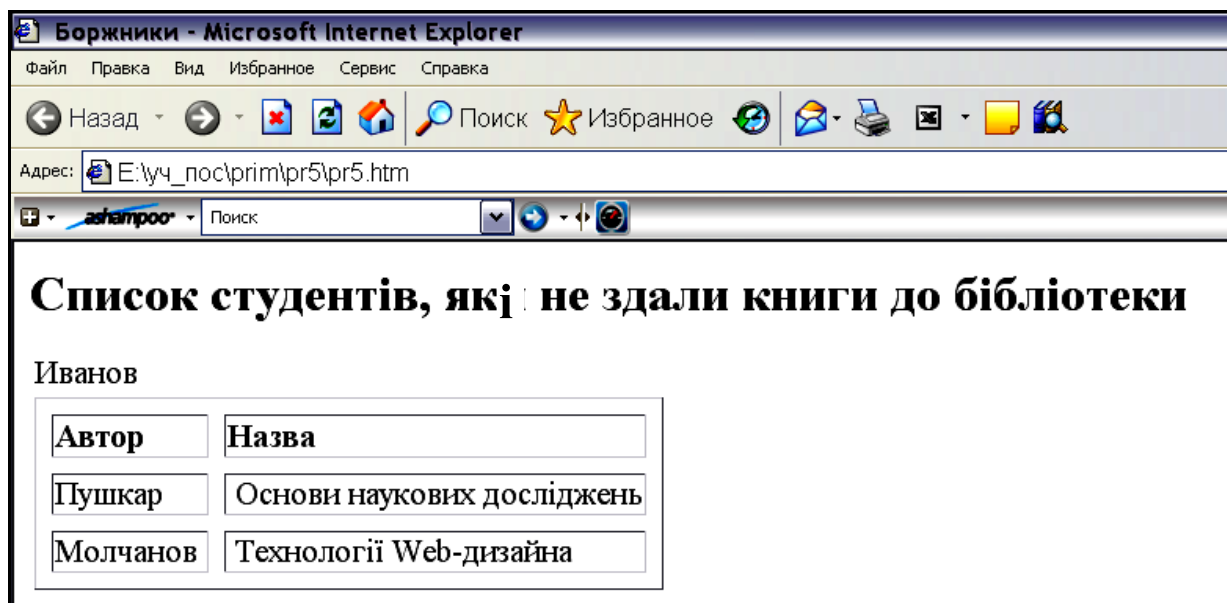 Боржники - Microsoft Internet Explorer
Файл Правка Вид Избранное Сервис Справка
Назад Поиск Избранное
Адрес: E:\уч_пос\prim\pr5\pr5.htm
ashampoo Поиск
Список студентів, які не здали книги до бібліотеки
Иванов
Автор Назва
Пушкар Основи наукових досліджень
Молчанов Технології Web-дизайна